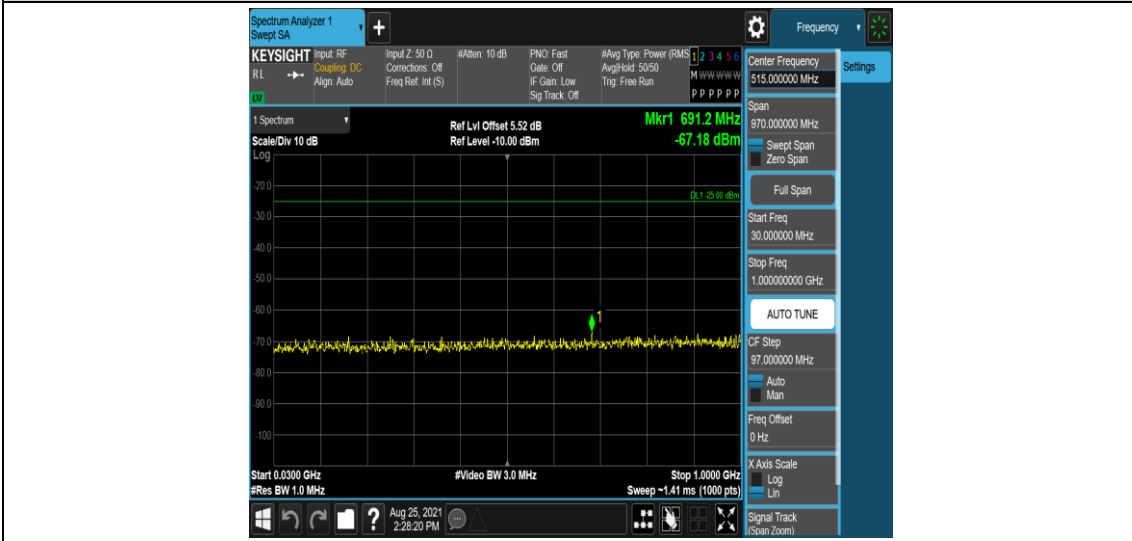 Spectrum Analyzer 1
Swept SA
+
Frequency
KEYSIGHT
RL
LM
Input: RF
Coupling: DC
Align: Auto
Input Z: 50 Ω
Corrections: Off
Freq Ref: Int (S)
#Atten: 10 dB
PNO: Fast
Gate: Off
IF Gain: Low
Sig Track: Off
#Avg Type: Power (RMS
Avg|Hold: 50/50
Trig: Free Run
1 2 3 4 5 6
M W W W W W
P P P P P P
1 Spectrum
Scale/Div 10 dB
Log
Ref Lvl Offset 5.52 dB
Ref Level -10.00 dBm
Mkr1 691.2 MHz
-67.18 dBm
DL1 -25.00 dBm
-20.0
-30.0
-40.0
-50.0
-60.0
-70.0
-80.0
-90.0
-100
1
Start 0.0300 GHz
#Res BW 1.0 MHz
#Video BW 3.0 MHz
Stop 1.0000 GHz
Sweep ~1.41 ms (1000 pts)
?
Aug 25, 2021
2:28:20 PM
Center Frequency
515.000000 MHz
Settings
Span
970.000000 MHz
Swept Span
Zero Span
Full Span
Start Freq
30.000000 MHz
Stop Freq
1.000000000 GHz
AUTO TUNE
CF Step
97.000000 MHz
Auto
Man
Freq Offset
0 Hz
X Axis Scale
Log
Lin
Signal Track
(Span Zoom)